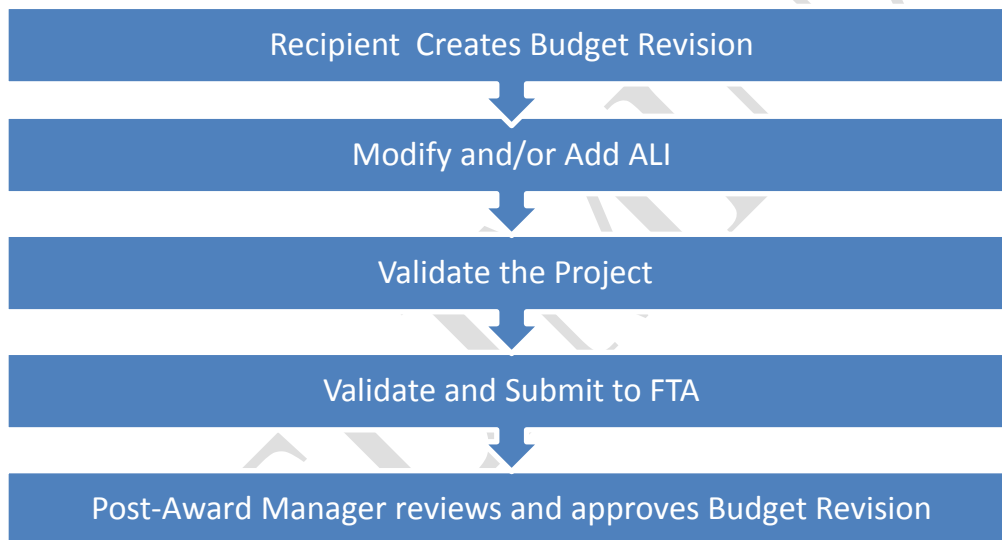 Recipient Creates Budget Revision
Modify and/or Add ALI
Validate the Project
Validate and Submit to FTA
Post-Award Manager reviews and approves Budget Revision